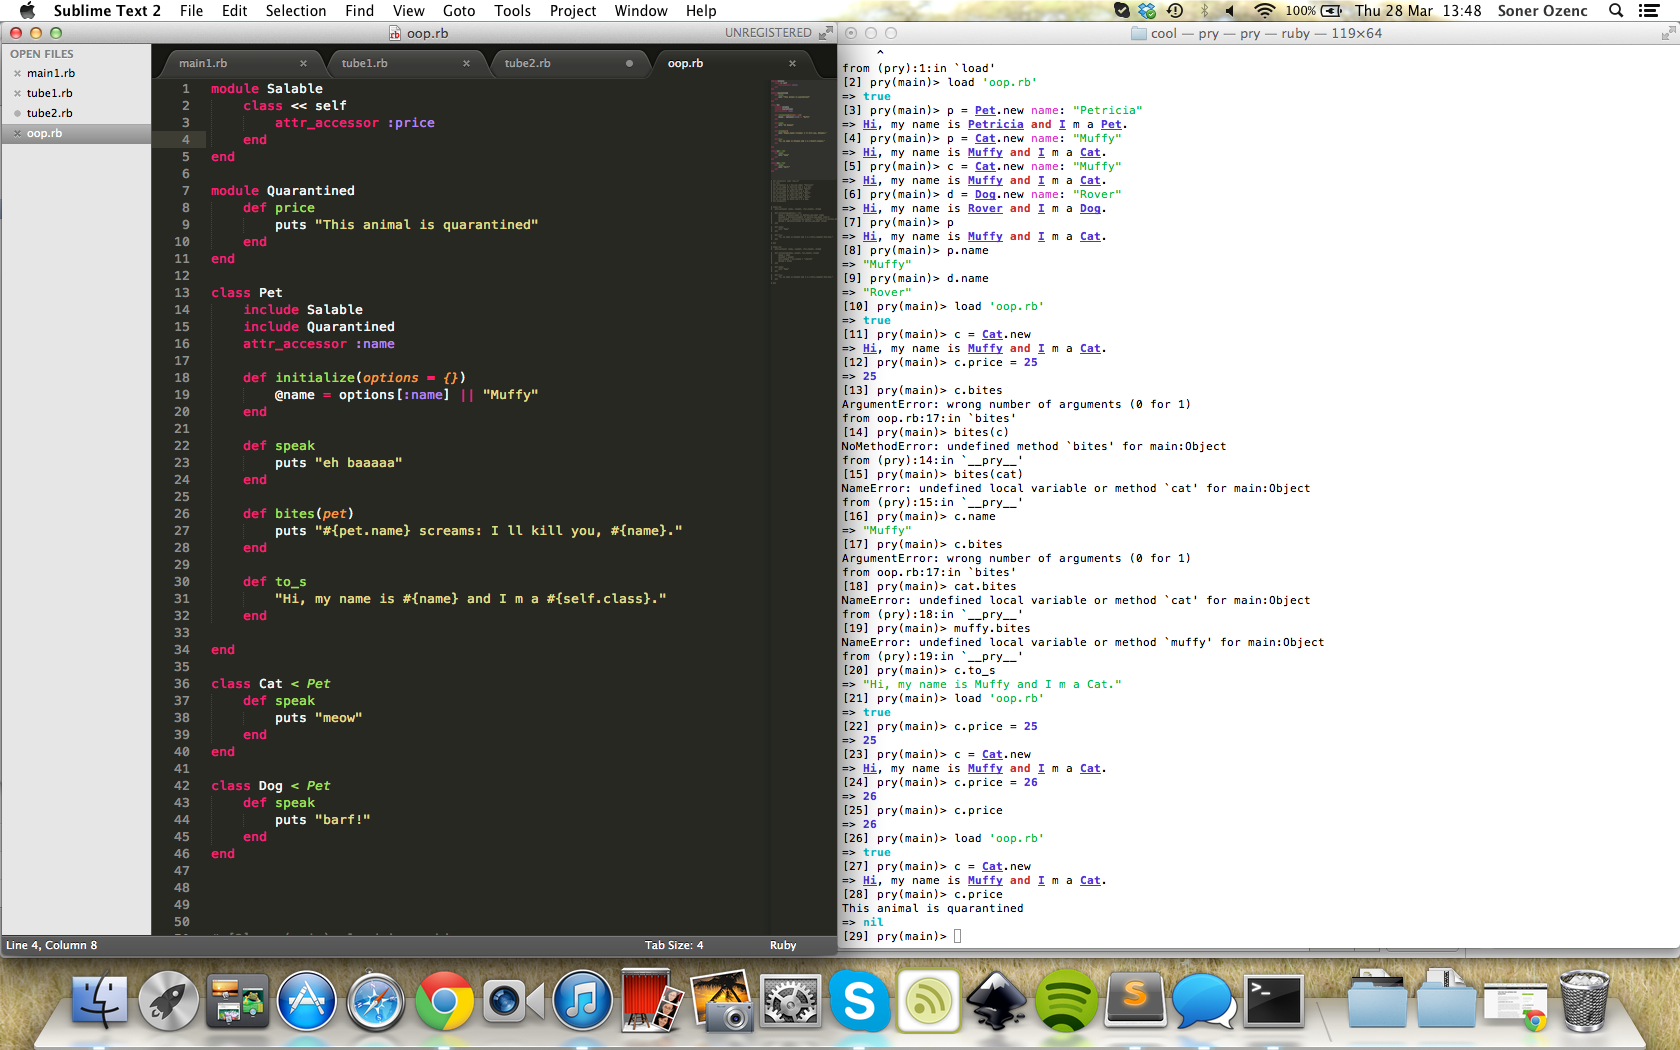 Sublime Text 2 File Edit Selection Find View Goto Tools Project Window Help 100% Thu 28 Mar 13:48 Soner Ozenc
oop.rb UNREGISTERED
OPEN FILES
main1.rb
tube1.rb
tube2.rb
oop.rb
main1.rb tube1.rb tube2.rb oop.rb
1 module Salable
2 class << self
3 attr_accessor :price
4 end
5 end
6
7 module Quarantined
8 def price
9 puts "This animal is quarantined"
10 end
11 end
12
13 class Pet
14 include Salable
15 include Quarantined
16 attr_accessor :name
17
18 def initialize(options = {})
19 @name = options[:name] || "Muffy"
20 end
21
22 def speak
23 puts "eh baaaaa"
24 end
25
26 def bites(pet)
27 puts "#{pet.name} screams: I ll kill you, #{name}."
28 end
29
30 def to_s
31 "Hi, my name is #{name} and I m a #{self.class}."
32 end
33
34 end
35
36 class Cat < Pet
37 def speak
38 puts "meow"
39 end
40 end
41
42 class Dog < Pet
43 def speak
44 puts "barf!"
45 end
46 end
47
48
49
50
Line 4, Column 8 Tab Size: 4 Ruby
cool — pry — pry — ruby — 119×64
^
from (pry):1:in `load'
[2] pry(main)> load 'oop.rb'
=> true
[3] pry(main)> p = Pet.new name: "Petricia"
=> Hi, my name is Petricia and I m a Pet.
[4] pry(main)> p = Cat.new name: "Muffy"
=> Hi, my name is Muffy and I m a Cat.
[5] pry(main)> c = Cat.new name: "Muffy"
=> Hi, my name is Muffy and I m a Cat.
[6] pry(main)> d = Dog.new name: "Rover"
=> Hi, my name is Rover and I m a Dog.
[7] pry(main)> p
=> Hi, my name is Muffy and I m a Cat.
[8] pry(main)> p.name
=> "Muffy"
[9] pry(main)> d.name
=> "Rover"
[10] pry(main)> load 'oop.rb'
=> true
[11] pry(main)> c = Cat.new
=> Hi, my name is Muffy and I m a Cat.
[12] pry(main)> c.price = 25
=> 25
[13] pry(main)> c.bites
ArgumentError: wrong number of arguments (0 for 1)
from oop.rb:17:in `bites'
[14] pry(main)> bites(c)
NoMethodError: undefined method `bites' for main:Object
from (pry):14:in `__pry__'
[15] pry(main)> bites(cat)
NameError: undefined local variable or method `cat' for main:Object
from (pry):15:in `__pry__'
[16] pry(main)> c.name
=> "Muffy"
[17] pry(main)> c.bites
ArgumentError: wrong number of arguments (0 for 1)
from oop.rb:17:in `bites'
[18] pry(main)> cat.bites
NameError: undefined local variable or method `cat' for main:Object
from (pry):18:in `__pry__'
[19] pry(main)> muffy.bites
NameError: undefined local variable or method `muffy' for main:Object
from (pry):19:in `__pry__'
[20] pry(main)> c.to_s
=> "Hi, my name is Muffy and I m a Cat."
[21] pry(main)> load 'oop.rb'
=> true
[22] pry(main)> c.price = 25
=> 25
[23] pry(main)> c = Cat.new
=> Hi, my name is Muffy and I m a Cat.
[24] pry(main)> c.price = 26
=> 26
[25] pry(main)> c.price
=> 26
[26] pry(main)> load 'oop.rb'
=> true
[27] pry(main)> c = Cat.new
=> Hi, my name is Muffy and I m a Cat.
[28] pry(main)> c.price
This animal is quarantined
=> nil
[29] pry(main)>